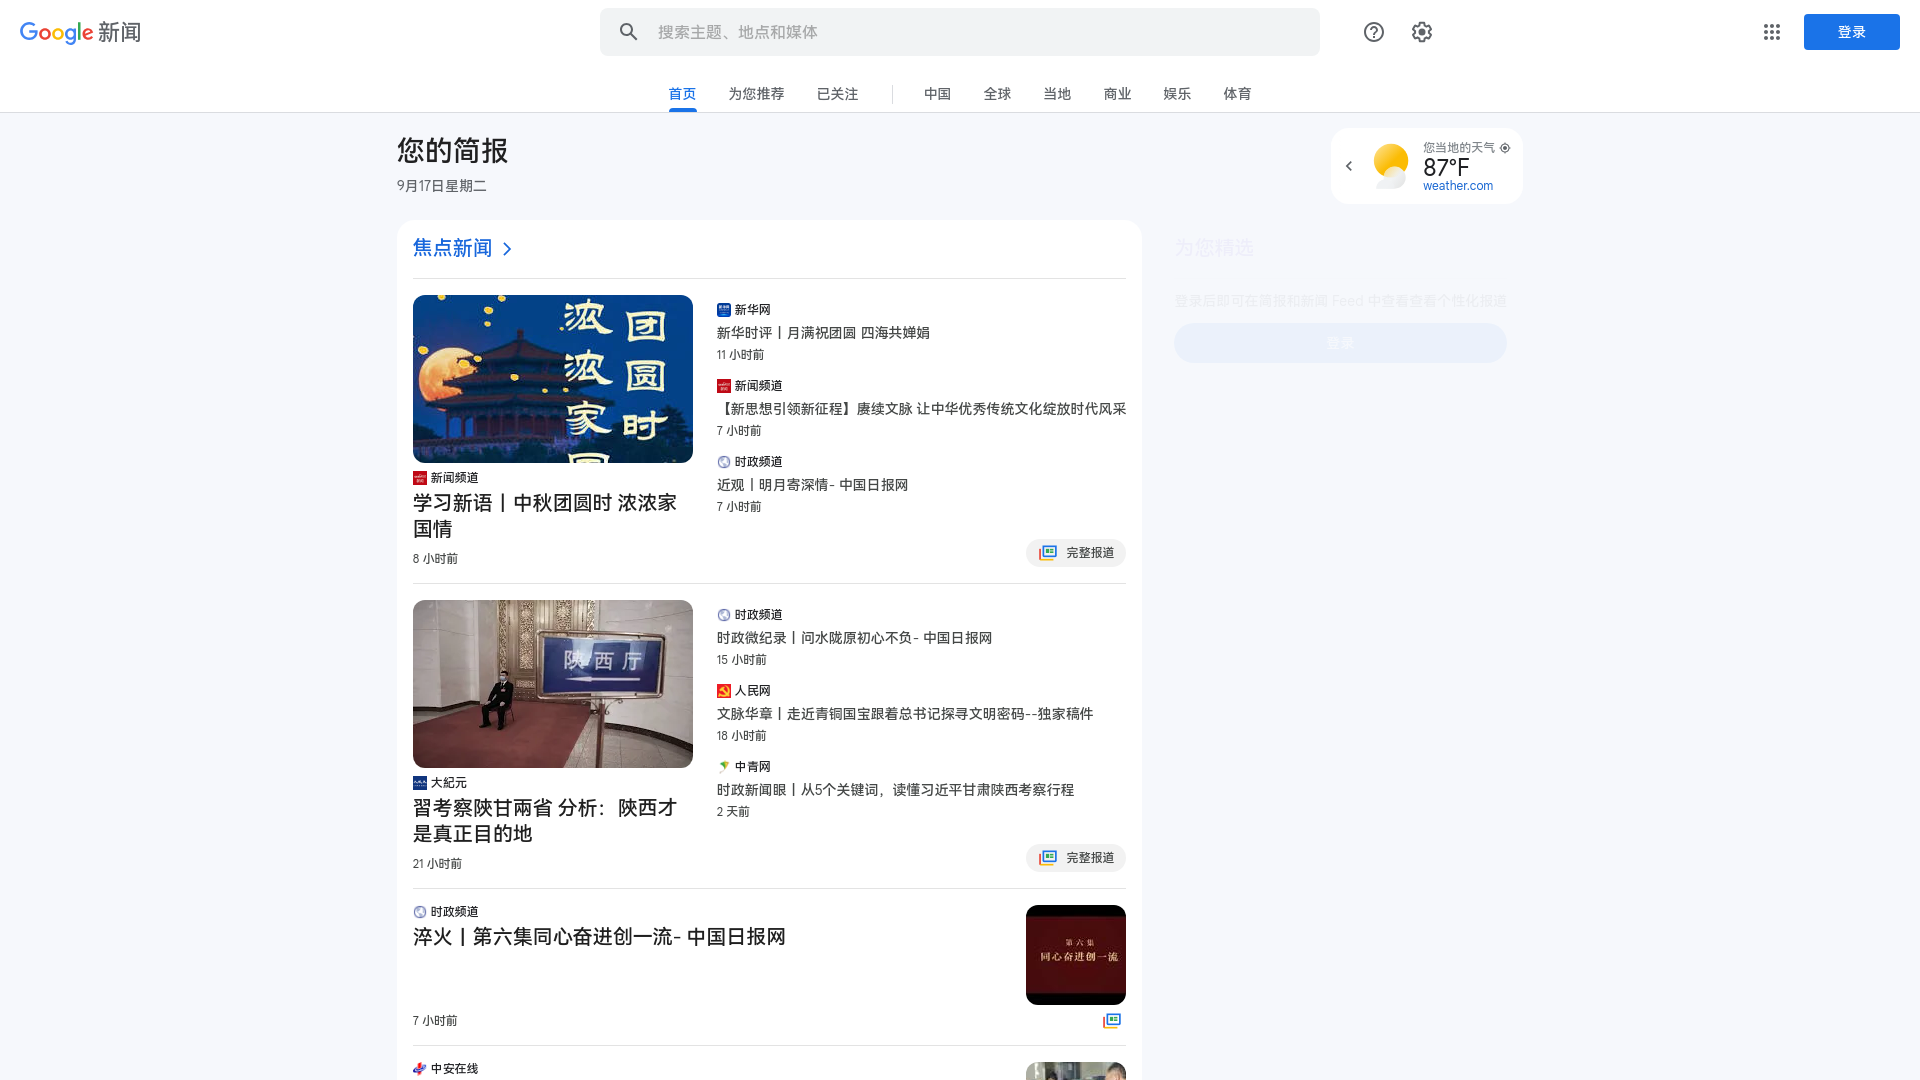 Google 新闻
搜索主题、地点和媒体
登录
首页
为您推荐
已关注
中国
全球
当地
商业
娱乐
体育
您的简报
9月17日星期二
您当地的天气
87°F
weather.com
焦点新闻
浓浓家国
团圆时
新闻频道
学习新语丨中秋团圆时 浓浓家
国情
8 小时前
新华网
新华时评丨月满祝团圆 四海共婵娟
11 小时前
新闻频道
【新思想引领新征程】赓续文脉 让中华优秀传统文化绽放时代风采
7 小时前
时政频道
近观丨明月寄深情- 中国日报网
7 小时前
完整报道
陕西厅
大纪元
習考察陝甘兩省 分析：陝西才
是真正目的地
21 小时前
时政频道
时政微纪录丨问水陇原初心不负- 中国日报网
15 小时前
人民网
文脉华章丨走近青铜国宝跟着总书记探寻文明密码--独家稿件
18 小时前
中青网
时政新闻眼丨从5个关键词，读懂习近平甘肃陕西考察行程
2 天前
完整报道
时政频道
淬火丨第六集同心奋进创一流- 中国日报网
7 小时前
第六集
同心奋进创一流
中安在线
为您精选
登录后即可在简报和新闻 Feed 中查看查看个性化报道
登录